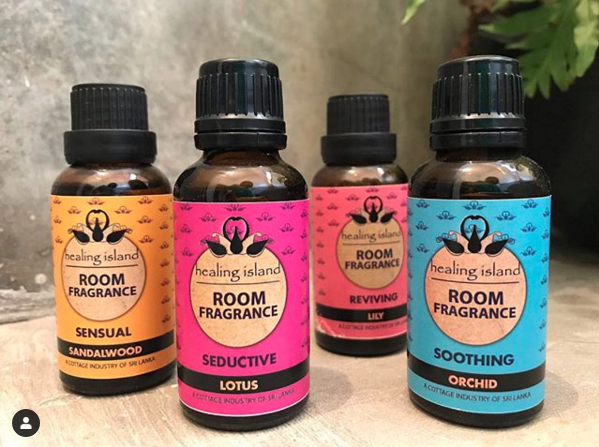 healing island
ROOM
FRAGRANCE
SENSUAL
SANDALWOOD
A COTTAGE INDUSTRY OF SRI LANKA
healing island
ROOM
FRAGRANCE
SEDUCTIVE
LOTUS
A COTTAGE INDUSTRY OF SRI LANKA
healing island
ROOM
FRAGRANCE
REVIVING
LILY
A COTTAGE INDUSTRY OF SRI
healing island
ROOM
FRAGRANCE
SOOTHING
ORCHID
A COTTAGE INDUSTRY OF SRI LANKA